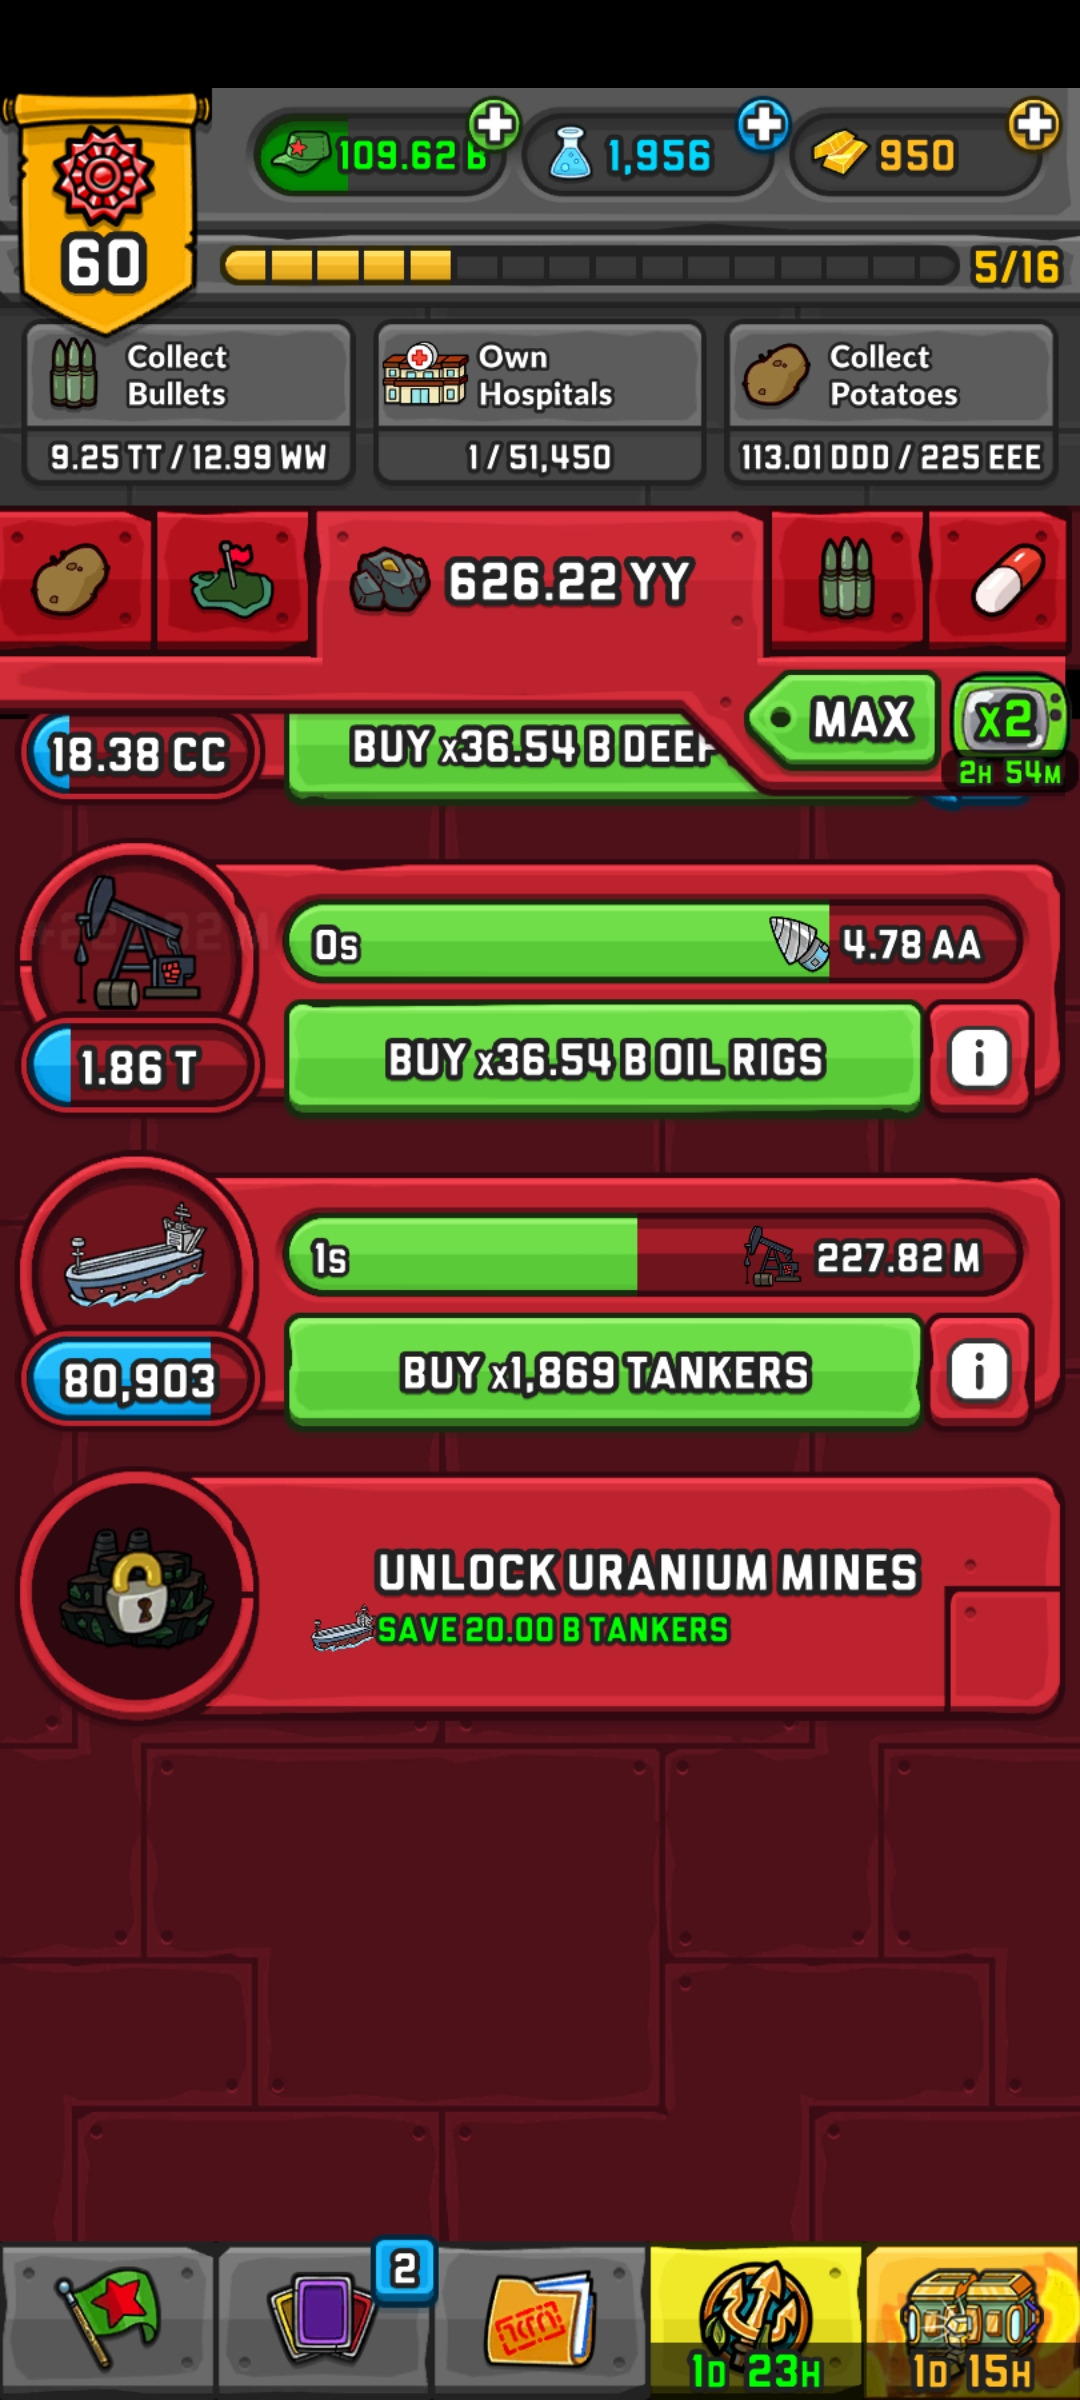 109.62 B
1,956
950
60
5/16
Collect
Bullets
9.25 TT / 12.99 WW
Own
Hospitals
1 / 51,450
Collect
Potatoes
113.01 DDD / 225 EEE
626.22 YY
MAX
x2
2H 54M
18.38 CC
BUY x36.54 B DEEP
0s
4.78 AA
1.86 T
BUY x36.54 B OIL RIGS
i
1s
227.82 M
80,903
BUY x1,869 TANKERS
i
UNLOCK URANIUM MINES
SAVE 20.00 B TANKERS
2
1D 23H
1D 15H